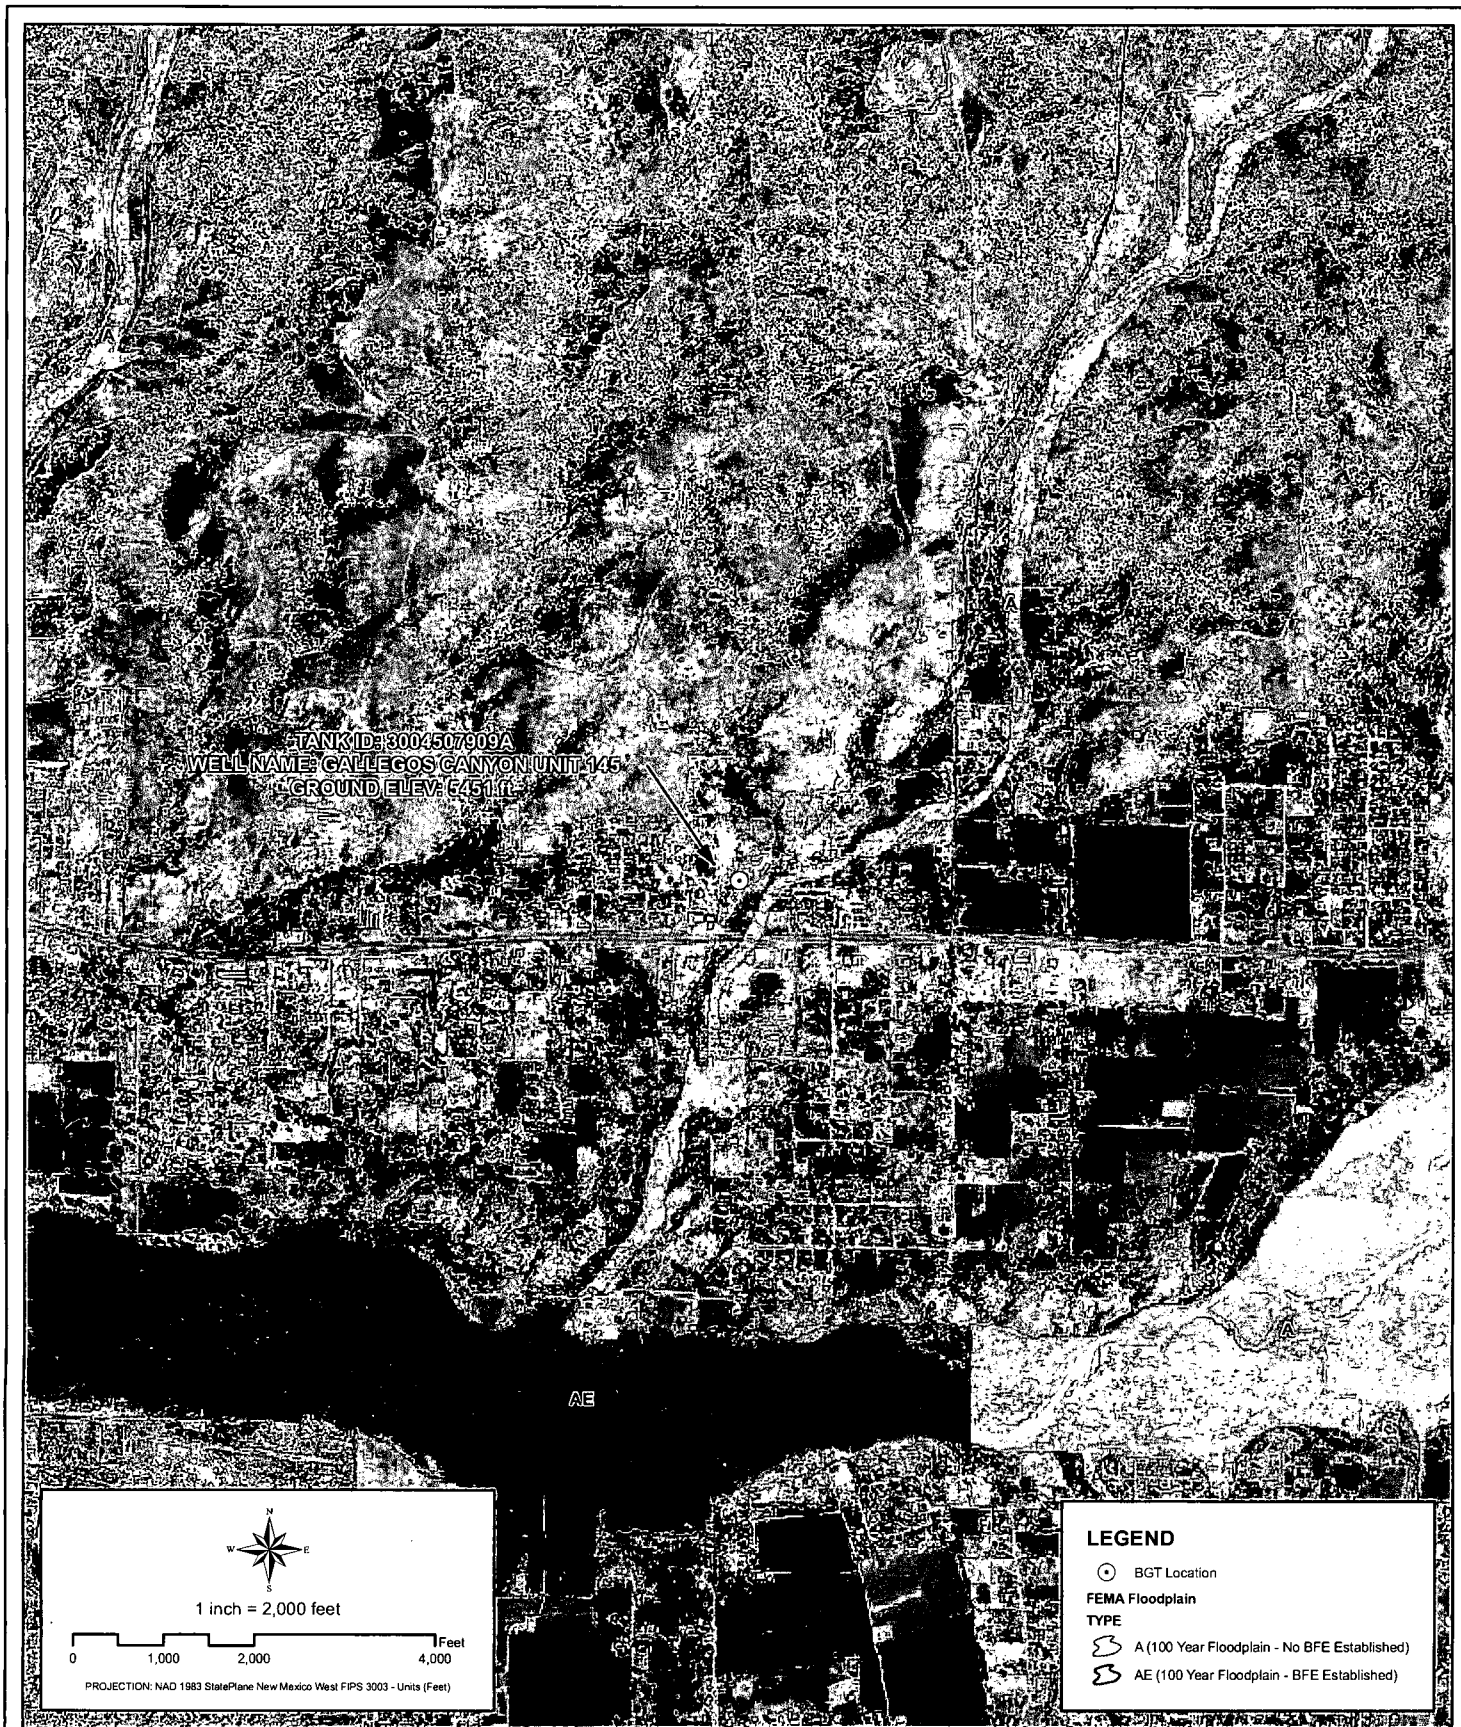 A
TANK ID: 3004507909A
WELL NAME: GALLEGOS CANYON UNIT 145
GROUND ELEV: 5451 ft.
A
AE
N
W E
S
1 inch = 2,000 feet
Feet
0 1,000 2,000 4,000
PROJECTION: NAD 1983 StatePlane New Mexico West FIPS 3003 - Units (Feet)
LEGEND
BGT Location
FEMA Floodplain
TYPE
A (100 Year Floodplain - No BFE Established)
AE (100 Year Floodplain - BFE Established)